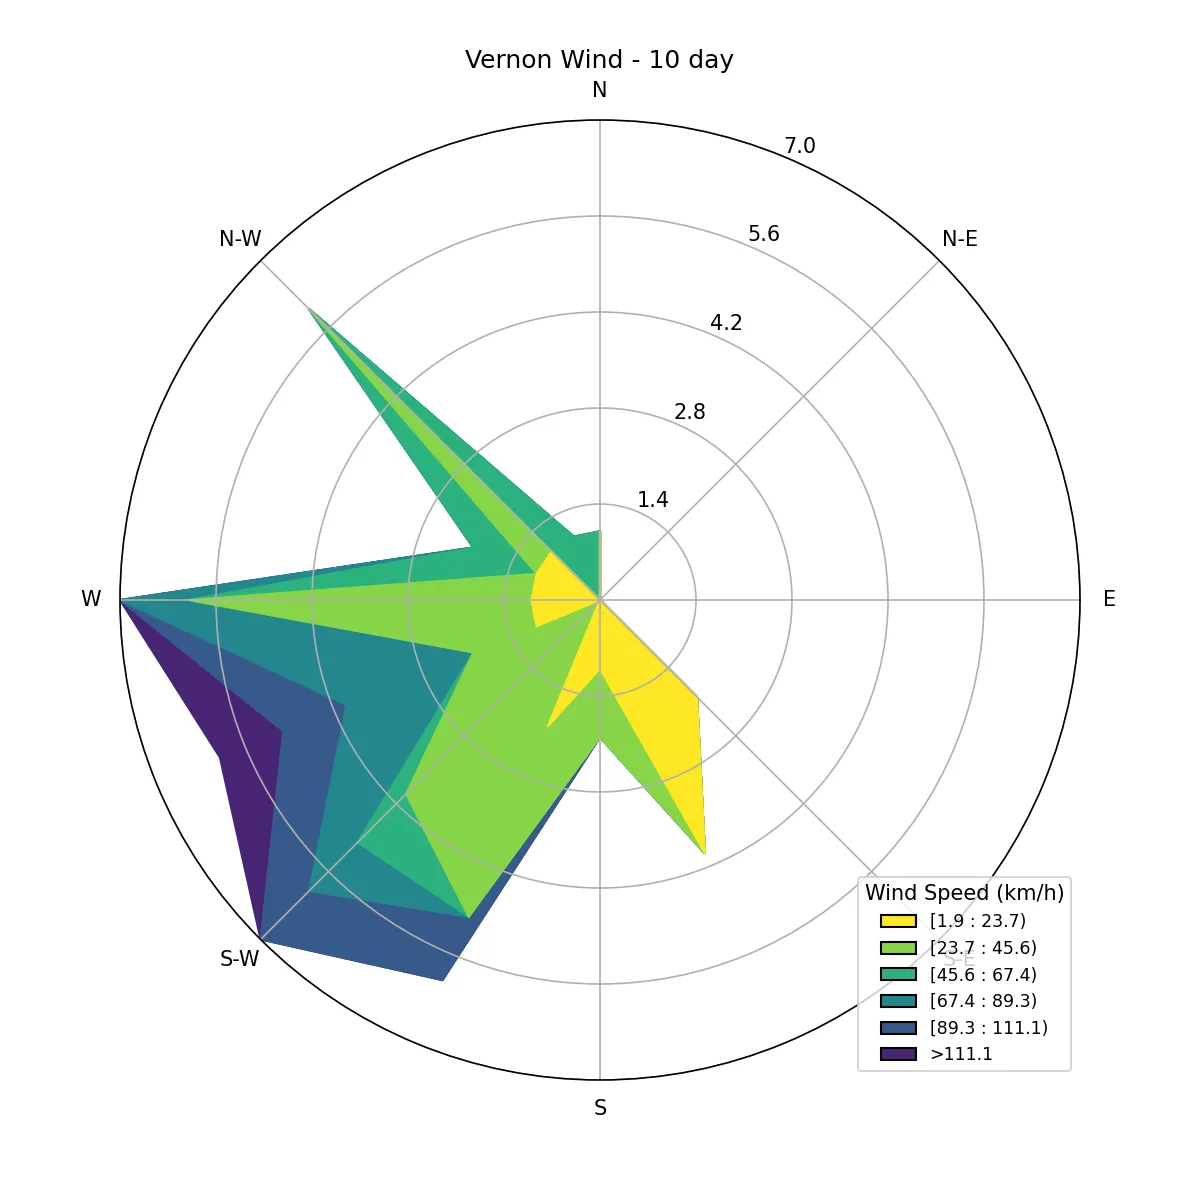 Vernon Wind - 10 day
N
7.0
N-W
5.6
N-E
4.2
2.8
1.4
W
E
Wind Speed (km/h)
[1.9 : 23.7)
[23.7 : 45.6)
S-W
S-E
[45.6 : 67.4)
[67.4 : 89.3)
[89.3 : 111.1)
>111.1
S